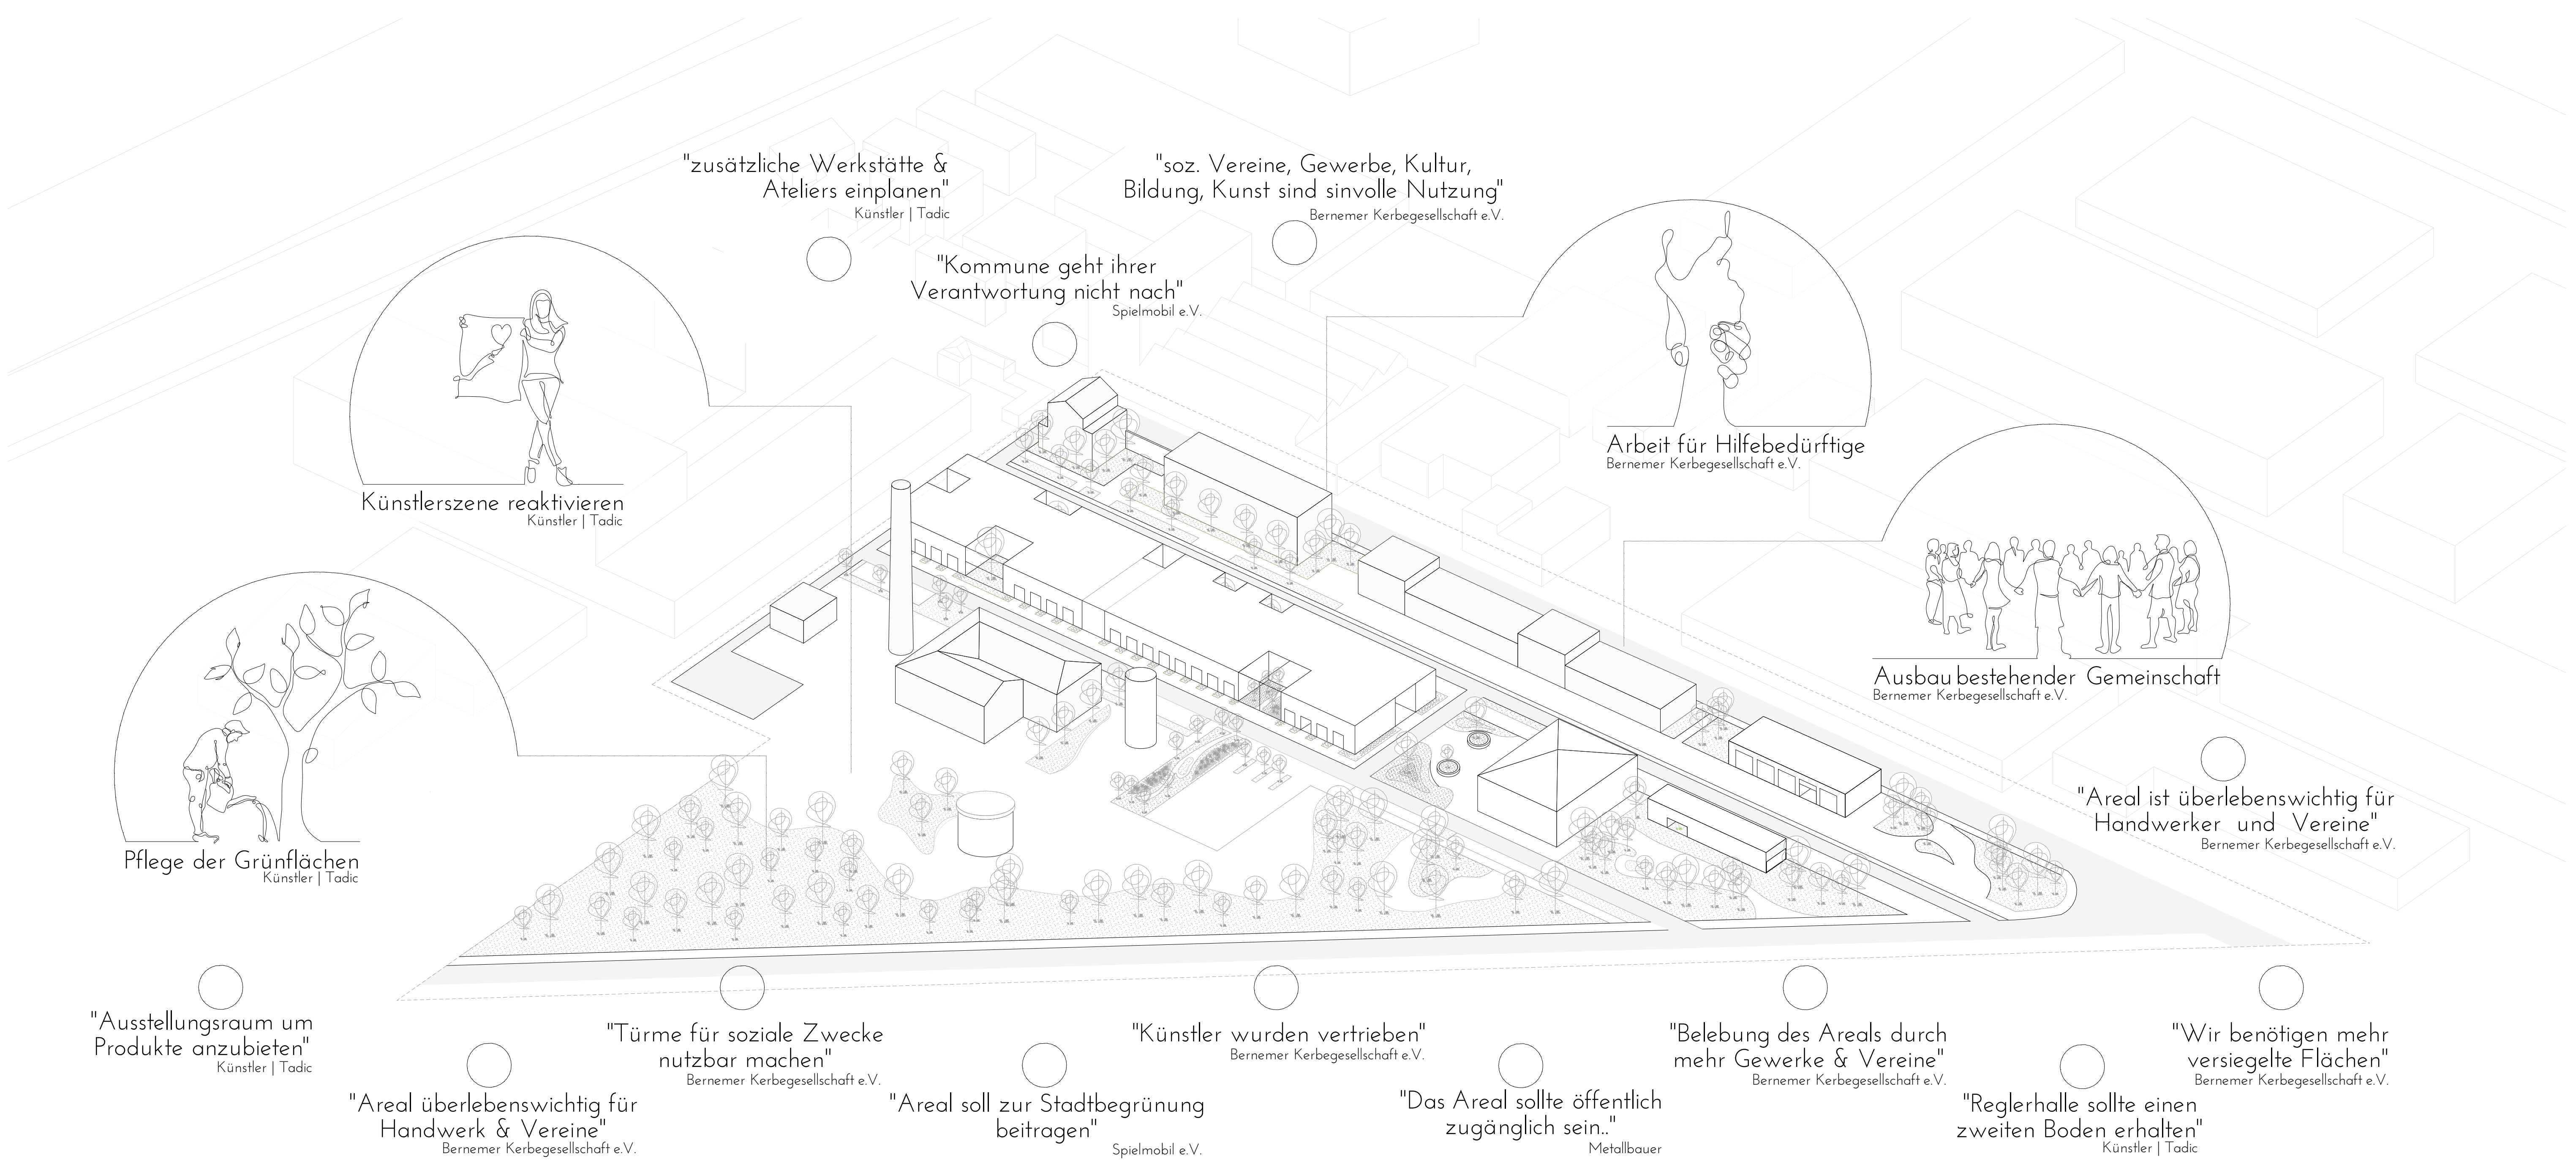 "zusätzliche Werkstätte &
Ateliers einplanen"
Künstler | Tadic
"soz. Vereine, Gewerbe, Kultur,
Bildung, Kunst sind sinvolle Nutzung"
Bernemer Kerbegesellschaft e.V.
"Kommune geht ihrer
Verantwortung nicht nach"
Spielmobil e.V.
Künstlerszene reaktivieren
Künstler | Tadic
Arbeit für Hilfebedürftige
Bernemer Kerbegesellschaft e.V.
Ausbau bestehender Gemeinschaft
Bernemer Kerbegesellschaft e.V.
Pflege der Grünflächen
Künstler | Tadic
"Areal ist überlebenswichtig für
Handwerker und Vereine"
Bernemer Kerbegesellschaft e.V.
"Ausstellungsraum um
Produkte anzubieten"
Künstler | Tadic
"Areal überlebenswichtig für
Handwerk & Vereine"
Bernemer Kerbegesellschaft e.V.
"Türme für soziale Zwecke
nutzbar machen"
Bernemer Kerbegesellschaft e.V.
"Areal soll zur Stadtbegrünung
beitragen"
Spielmobil e.V.
"Künstler wurden vertrieben"
Bernemer Kerbegesellschaft e.V.
"Das Areal sollte öffentlich
zugänglich sein.."
Metallbauer
"Belebung des Areals durch
mehr Gewerke & Vereine"
Bernemer Kerbegesellschaft e.V.
"Reglerhalle sollte einen
zweiten Boden erhalten"
Künstler | Tadic
"Wir benötigen mehr
versiegelte Flächen"
Bernemer Kerbegesellschaft e.V.